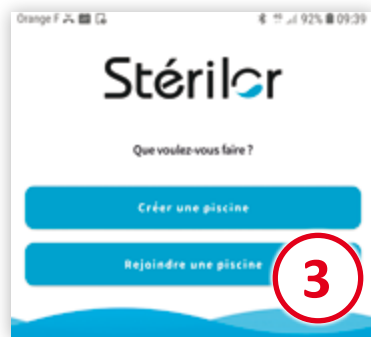 Orange F 92% 09:39
Stérilor
Que voulez-vous faire ?
Créer une piscine
Rejoindre une piscine
3